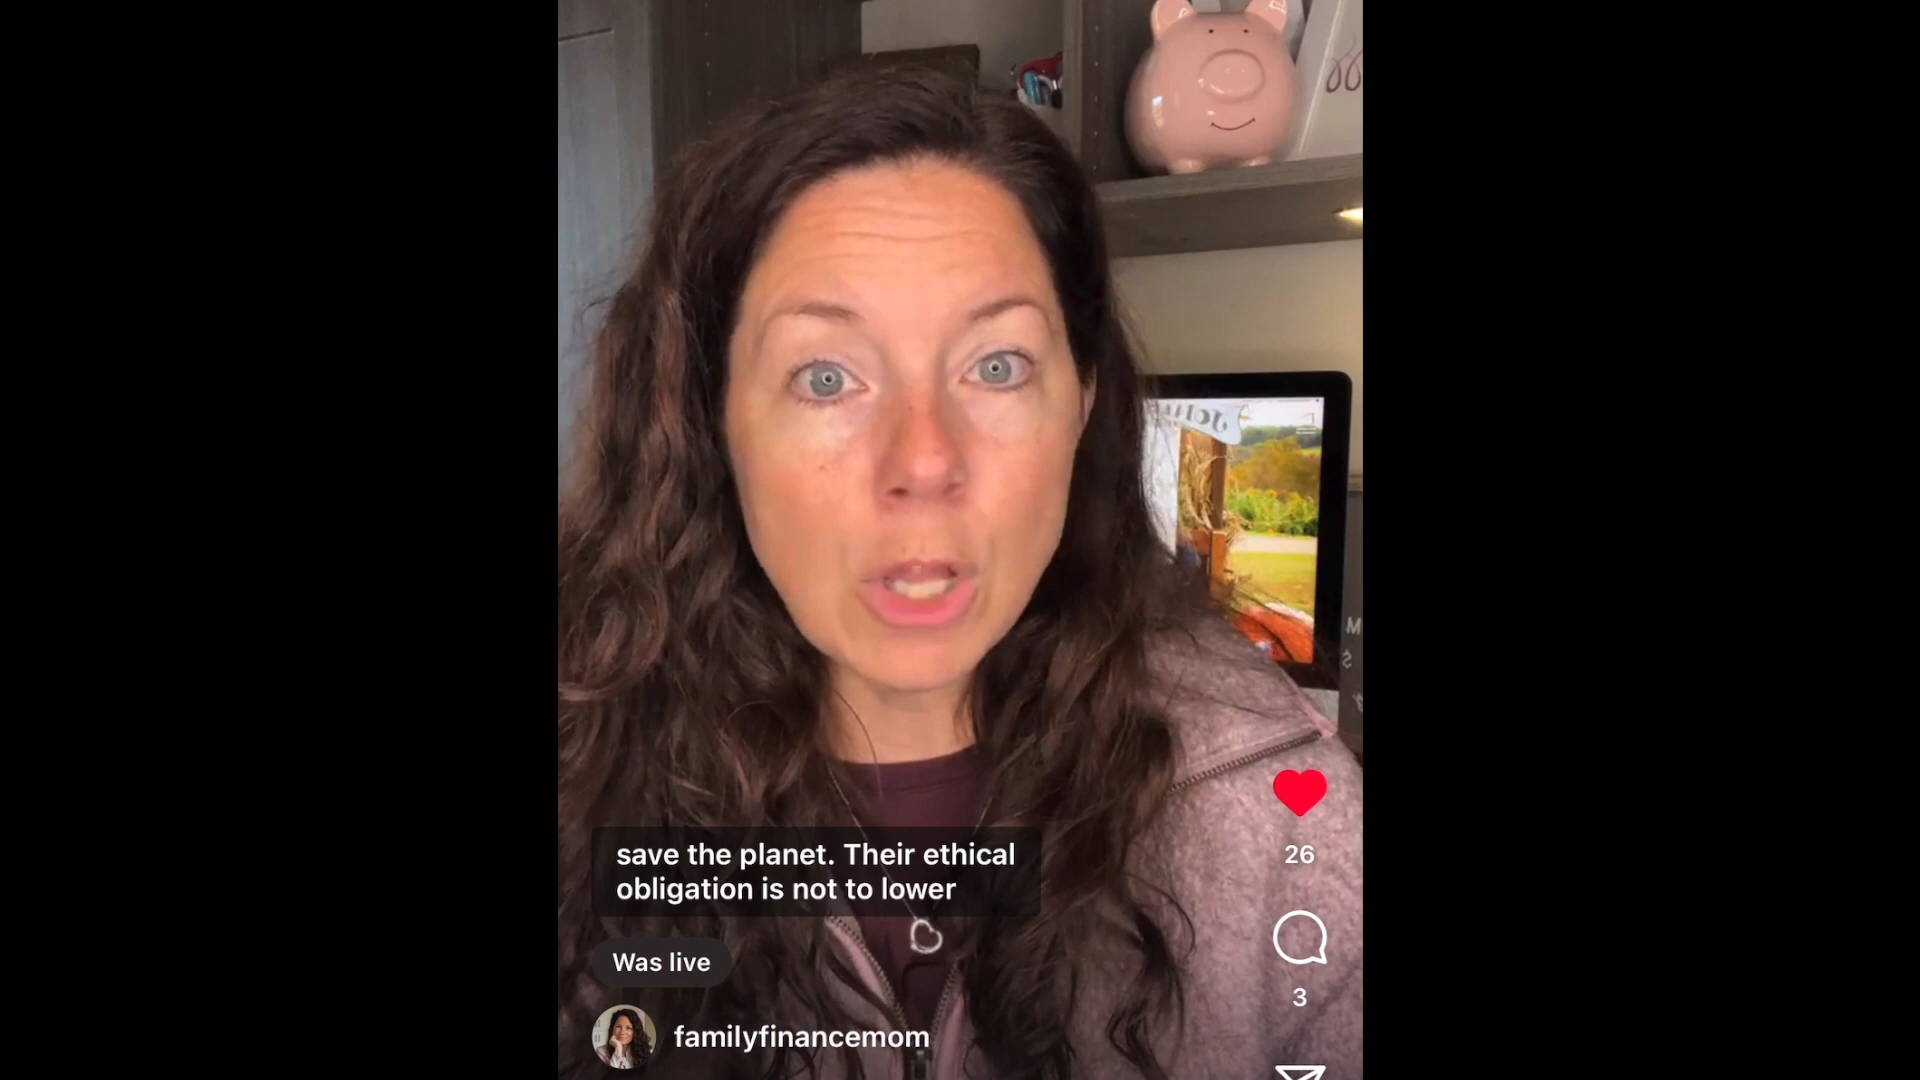 save the planet. Their ethical
obligation is not to lower
Was live
familyfinancemom
26
3